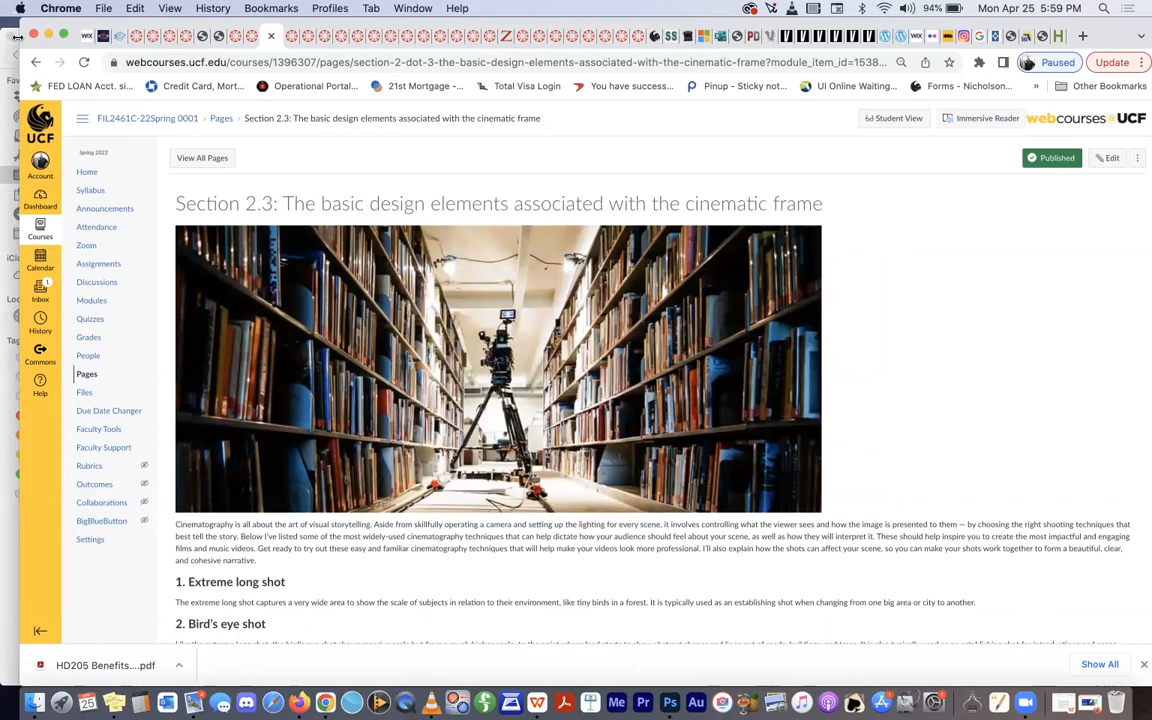 Chrome File Edit View History Bookmarks Profiles Tab Window Help 94% Mon Apr 25 5:59 PM
webcourses.ucf.edu/courses/1396307/pages/section-2-dot-3-the-basic-design-elements-associated-with-the-cinematic-frame?module_item_id=1538... Paused Update
FED LOAN Acct. si... Credit Card, Mort... Operational Portal... 21st Mortgage -... Total Visa Login You have success... Pinup - Sticky not... UI Online Waiting... Forms - Nicholson... » Other Bookmarks
UCF
Account
Dashboard
Courses
Calendar
1
Inbox
History
Commons
Help
FIL2461C-22Spring 0001 > Pages > Section 2.3: The basic design elements associated with the cinematic frame
Student View Immersive Reader webcourses@UCF
Spring 2022
Home
Syllabus
Announcements
Attendance
Zoom
Assignments
Discussions
Modules
Quizzes
Grades
People
Pages
Files
Due Date Changer
Faculty Tools
Faculty Support
Rubrics
Outcomes
Collaborations
BigBlueButton
Settings
View All Pages Published Edit
Section 2.3: The basic design elements associated with the cinematic frame
Cinematography is all about the art of visual storytelling. Aside from skillfully operating a camera and setting up the lighting for every scene, it involves controlling what the viewer sees and how the image is presented to them — by choosing the right shooting techniques that
best tell the story. Below I've listed some of the most widely-used cinematography techniques that can help dictate how your audience should feel about your scene, as well as how they will interpret it. These should help inspire you to create the most impactful and engaging
films and music videos. Get ready to try out these easy and familiar cinematography techniques that will help make your videos look more professional. I'll also explain how the shots can affect your scene, so you can make your shots work together to form a beautiful, clear,
and cohesive narrative.
1. Extreme long shot
The extreme long shot captures a very wide area to show the scale of subjects in relation to their environment, like tiny birds in a forest. It is typically used as an establishing shot when changing from one big area or city to another.
2. Bird's eye shot
HD205 Benefits....pdf Show All